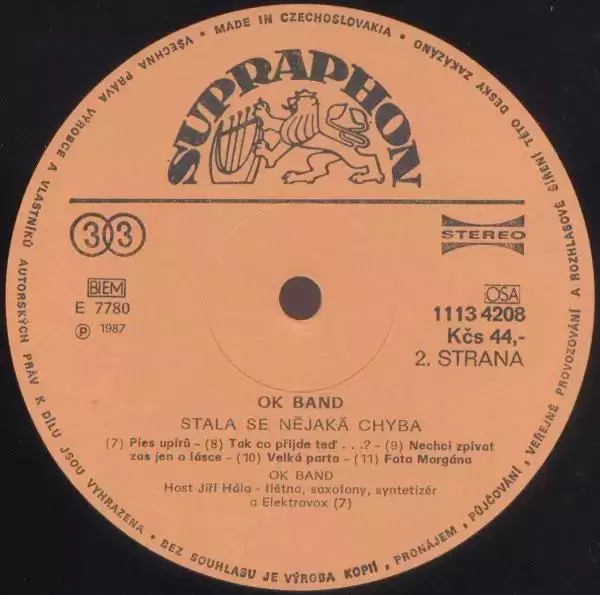 VŠECHNA PRÁVA VÝROBCE A VLASTNÍKŮ AUTORSKÝCH PRÁV K DÍLU JSOU VYHRAZENA • BEZ SOUHLASU JE VÝROBA KOPIÍ, PRONÁJEM, PŮJČOVÁNÍ, VEŘEJNÉ PROVOZOVÁNÍ A ROZHLASOVÉ ŠÍŘENÍ TÉTO DESKY ZAKÁZÁNO • MADE IN CZECHOSLOVAKIA •
SUPRAPHON
33
STEREO
BIEM
E 7780
Ⓟ 1987
OSA
1113 4208
Kčs 44,-
2. STRANA
OK BAND
STALA SE NĚJAKÁ CHYBA
(7) Ples upírů – (8) Tak co přijde teď . . .? – (9) Nechci zpívat
zas jen o lásce – (10) Velká parta – (11) Fata Morgána
OK BAND
Host Jiří Hála - flétna, saxofony, syntetizér
a Elektrovox (7)